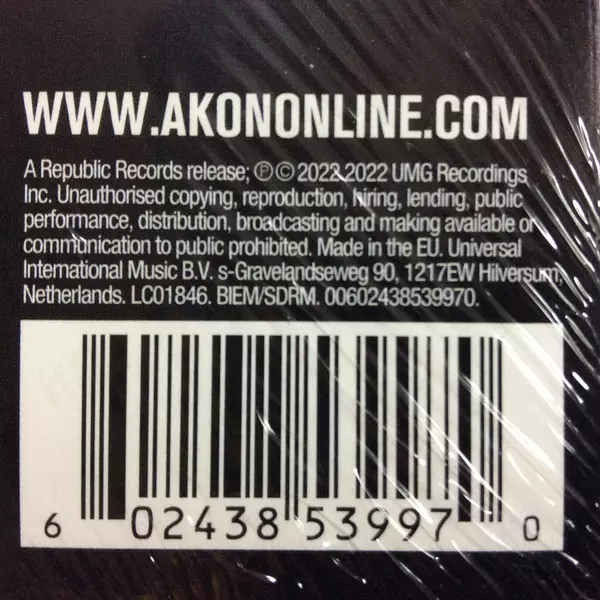 WWW.AKONONLINE.COM
A Republic Records release; ℗ © 2022 2022 UMG Recordings
Inc. Unauthorised copying, reproduction, hiring, lending, public
performance, distribution, broadcasting and making available or
communication to public prohibited. Made in the EU. Universal
International Music B.V. s-Gravelandseweg 90, 1217EW Hilversum,
Netherlands. LC01846. BIEM/SDRM. 00602438539970.
6 02438 53997 0